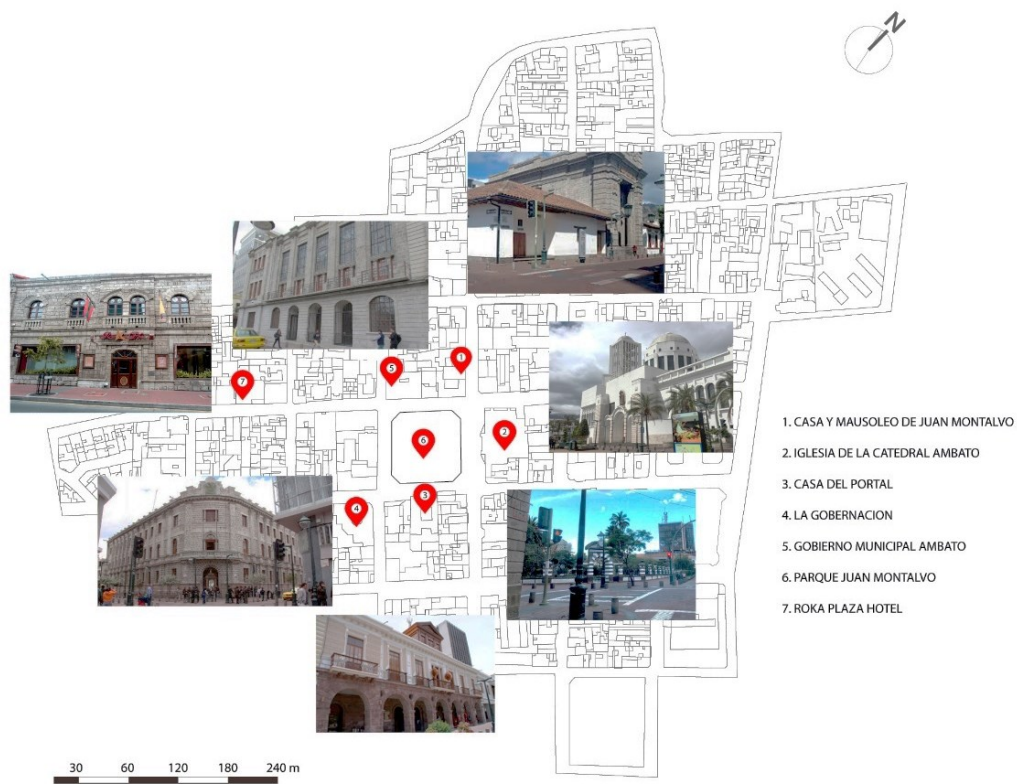 N
1. CASA Y MAUSOLEO DE JUAN MONTALVO
2. IGLESIA DE LA CATEDRAL AMBATO
3. CASA DEL PORTAL
4. LA GOBERNACION
5. GOBIERNO MUNICIPAL AMBATO
6. PARQUE JUAN MONTALVO
7. ROKA PLAZA HOTEL
1
5
7
2
6
3
4
30 60 120 180 240 m